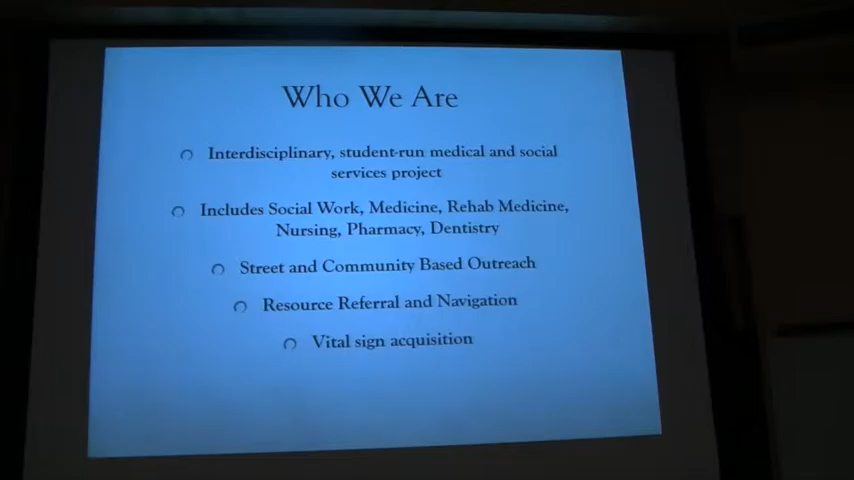 Who We Are
Interdisciplinary, student-run medical and social
services project
Includes Social Work, Medicine, Rehab Medicine,
Nursing, Pharmacy, Dentistry
Street and Community Based Outreach
Resource Referral and Navigation
Vital sign acquisition